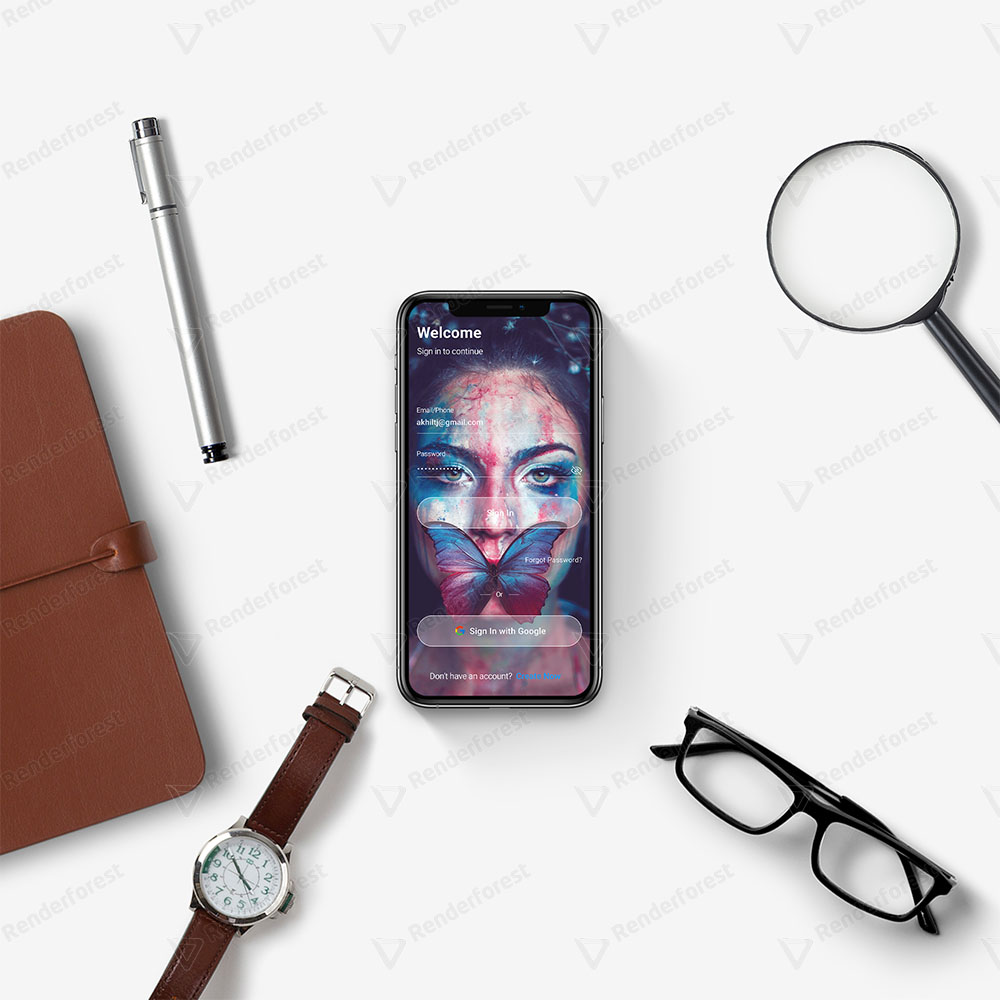 Welcome
Sign in to continue
Email/Phone
akhiltj@gmail.com
Password
Sign In
Forgot Password?
Or
Sign In with Google
Don't have an account? Create New
Renderforest